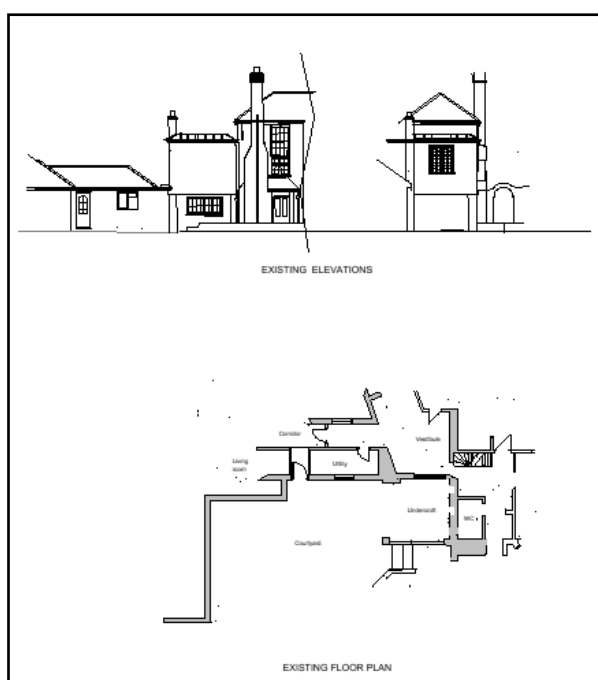 EXISTING ELEVATIONS
Corridor
Vestibule
Living
room
Utility
Undercroft
WC
Courtyard
EXISTING FLOOR PLAN